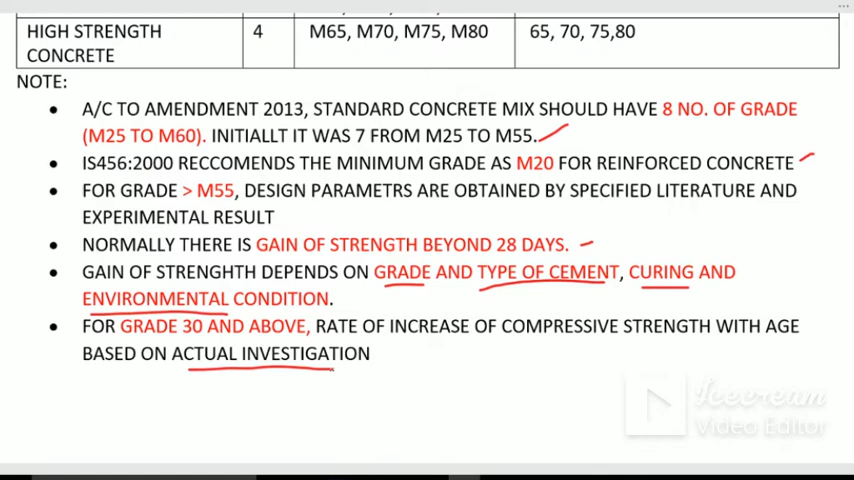 HIGH STRENGTH CONCRETE 4 M65, M70, M75, M80 65, 70, 75,80
NOTE:
• A/C TO AMENDMENT 2013, STANDARD CONCRETE MIX SHOULD HAVE 8 NO. OF GRADE
(M25 TO M60). INITIALLT IT WAS 7 FROM M25 TO M55.
• IS456:2000 RECCOMENDS THE MINIMUM GRADE AS M20 FOR REINFORCED CONCRETE
• FOR GRADE > M55, DESIGN PARAMETRS ARE OBTAINED BY SPECIFIED LITERATURE AND
EXPERIMENTAL RESULT
• NORMALLY THERE IS GAIN OF STRENGTH BEYOND 28 DAYS.
• GAIN OF STRENGHTH DEPENDS ON GRADE AND TYPE OF CEMENT, CURING AND
ENVIRONMENTAL CONDITION.
• FOR GRADE 30 AND ABOVE, RATE OF INCREASE OF COMPRESSIVE STRENGTH WITH AGE
BASED ON ACTUAL INVESTIGATION
Icecream
Video Editor